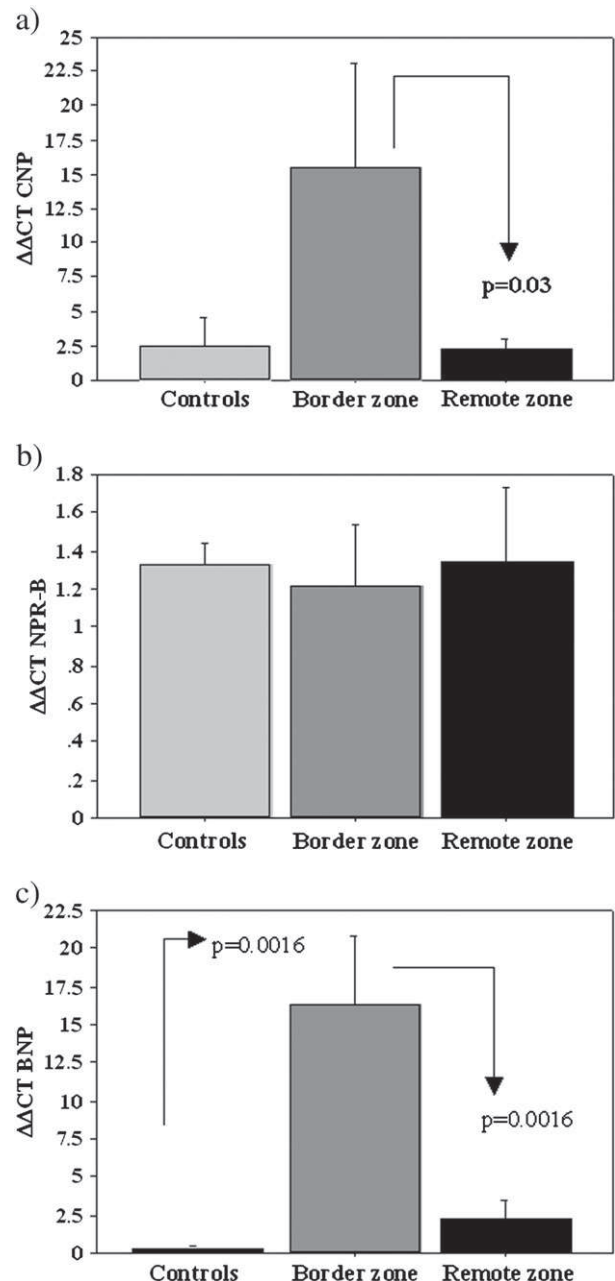 a)
25
22.5
20
17.5
15
12.5
10
7.5
5
2.5
0
ΔΔCT CNP
p=0.03
Controls Border zone Remote zone
b)
1.8
1.6
1.4
1.2
1
.8
.6
.4
.2
0
ΔΔCT NPR-B
Controls Border zone Remote zone
c)
22.5
20
17.5
15
12.5
10
7.5
5
2.5
0
ΔΔCT BNP
p=0.0016
p=0.0016
Controls Border zone Remote zone